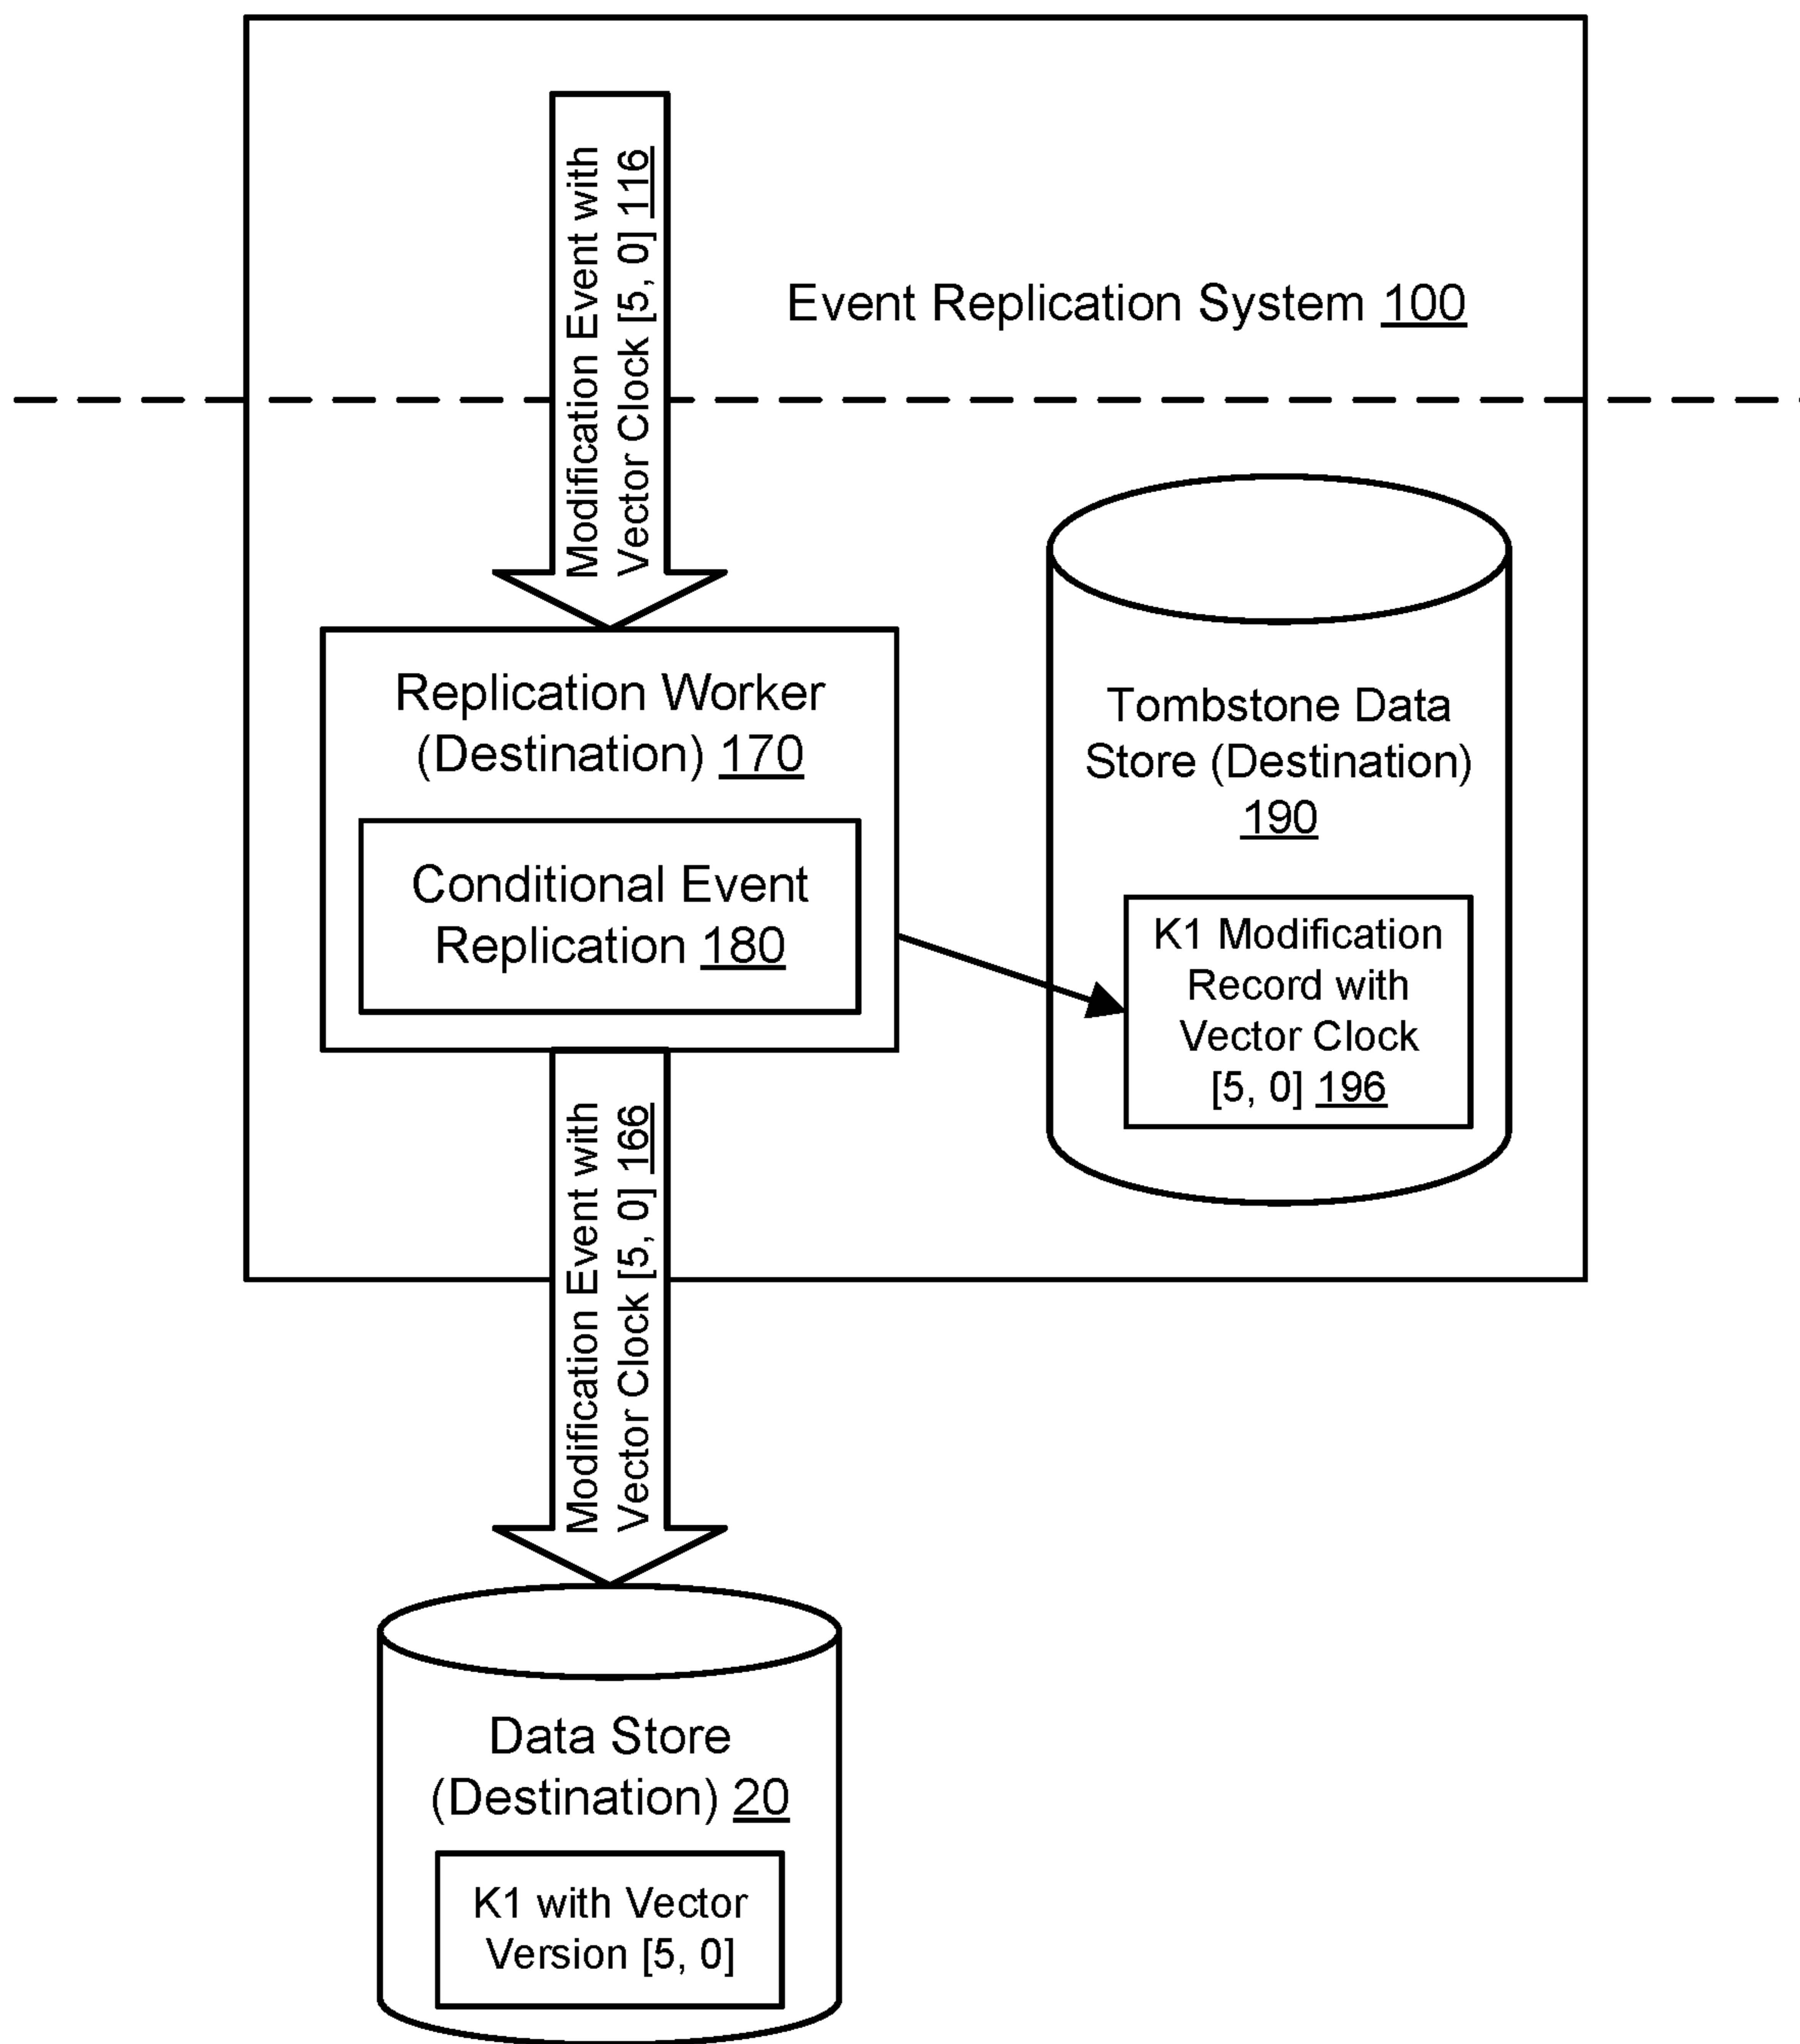 Modification Event with
Vector Clock [5, 0] 116
Event Replication System 100
Replication Worker
(Destination) 170
Conditional Event
Replication 180
Tombstone Data
Store (Destination)
190
K1 Modification
Record with
Vector Clock
[5, 0] 196
Modification Event with
Vector Clock [5, 0] 166
Data Store
(Destination) 20
K1 with Vector
Version [5, 0]